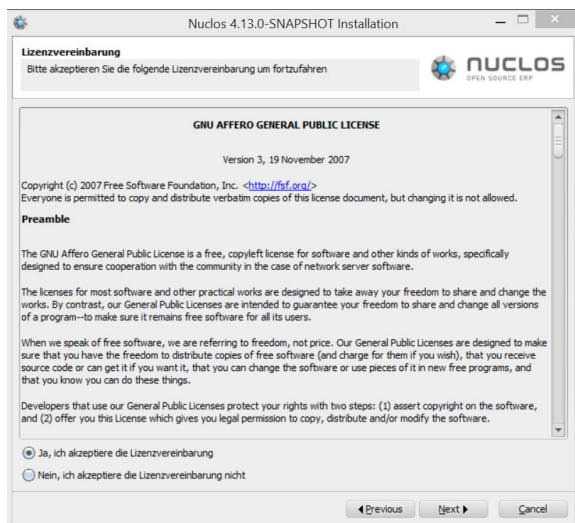 Nuclos 4.13.0-SNAPSHOT Installation
Lizenzvereinbarung
Bitte akzeptieren Sie die folgende Lizenzvereinbarung um fortzufahren
NUCLOS
OPEN SOURCE ERP
GNU AFFERO GENERAL PUBLIC LICENSE
Version 3, 19 November 2007
Copyright (c) 2007 Free Software Foundation, Inc. <http://fsf.org/>
Everyone is permitted to copy and distribute verbatim copies of this license document, but changing it is not allowed.
Preamble
The GNU Affero General Public License is a free, copyleft license for software and other kinds of works, specifically
designed to ensure cooperation with the community in the case of network server software.
The licenses for most software and other practical works are designed to take away your freedom to share and change the
works. By contrast, our General Public Licenses are intended to guarantee your freedom to share and change all versions
of a program--to make sure it remains free software for all its users.
When we speak of free software, we are referring to freedom, not price. Our General Public Licenses are designed to make
sure that you have the freedom to distribute copies of free software (and charge for them if you wish), that you receive
source code or can get it if you want it, that you can change the software or use pieces of it in new free programs, and
that you know you can do these things.
Developers that use our General Public Licenses protect your rights with two steps: (1) assert copyright on the software,
and (2) offer you this License which gives you legal permission to copy, distribute and/or modify the software.
Ja, ich akzeptiere die Lizenzvereinbarung
Nein, ich akzeptiere die Lizenzvereinbarung nicht
Previous Next Cancel